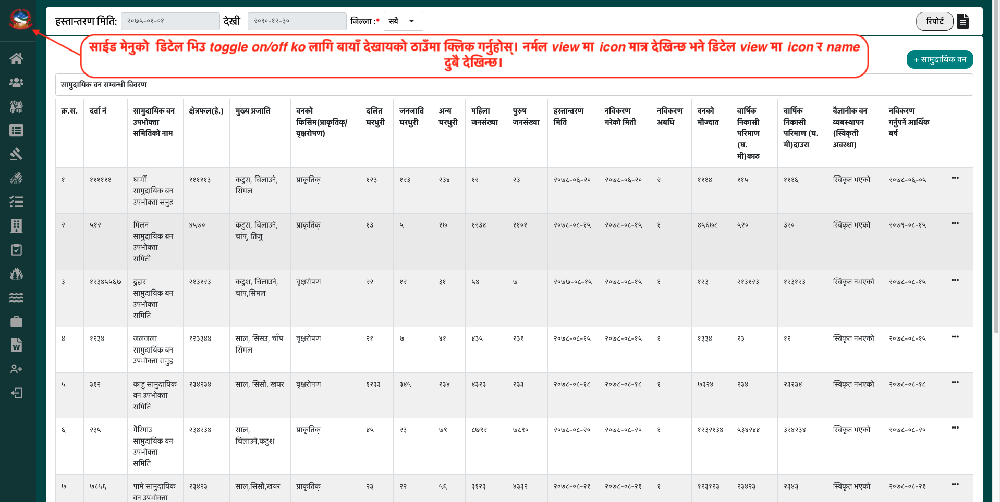 हस्तान्तरण मिति: २०७५-०१-०१ देखी २०९०-१२-३० जिल्ला :* सबै रिपोर्ट
साईड मेनुको डिटेल भिउ toggle on/off ko लागि बायाँ देखायको ठाउँमा क्लिक गर्नुहोस्। नर्मल view मा icon मात्र देखिन्छ भने डिटेल view मा icon र name
दुबै देखिन्छ।
+ सामुदायिक वन
सामुदायिक वन सम्बन्धी विवरण
क्र.स. दर्ता नं सामुदायिक वन उपभोक्ता समितिको नाम क्षेत्रफल(हे.) मुख्य प्रजाति वनको किसिम(प्राकृतिक्/वृक्षरोपण) दलित घरधुरी जनजाति घरधुरी अन्य घरधुरी महिला जनसंख्या पुरुष जनसंख्या हस्तान्तरण मिति नविकरण गरेको मिती नविकरण अबधि वनको मौज्दात वार्षिक निकासी परिमाण (घ. मी)काठ वार्षिक निकासी परिमाण (घ. मी)दाउरा वैज्ञानीक वन व्यबस्थापन (स्विकृती अवस्था) नविकरण गर्नुपर्ने आर्थिक बर्ष
१ ११११११ घार्मी सामुदायिक बन उपभोक्ता समुह ११११३ कटुस, चिलाउने, सिमल प्राकृतिक् १२३ १२३ २३४ १२ २३ २०७८-०६-२० २०७८-०६-२० २ १११४ ११५ १११६ स्विकृत भएको २०७८-०६-०५
२ ५१२ मिलन सामुदायिक बन उपभोक्ता समिती ४५७० कटुस, चिलाउने, चांप्, तिजु प्राकृतिक् १३ ५ १७ १२३४ ११०१ २०७८-०८-१५ २०७८-०८-१५ १ ४५६७८ ५२० ३२० स्विकृत भएको २०७९-०८-१५
३ १२३४५५६७ दुहार सामुदायिक बन उपभोक्ता समिति २१३१२३ कटुश, चिलाउने, चांप,सिमल वृक्षरोपण २२ १२ ३१ ५४ ७ २०७७-०८-१५ २०७८-०८-१५ १ १२३ २१३१२३ १२३१२३ स्विकृत नभएको २०७८-०८-१५
४ १२३४ जलजला सामुदायिक बन उपभोक्ता समुह १२३३४४ साल, सिसउ, चाँप सिमल वृक्षरोपण २१ ७ ४१ ४३५ २३१ २०७८-०८-१५ २०७८-०८-१५ १ १३३४ २३ १२ स्विकृत नभएको २०७८-०८-१५
५ ३१२ काहु सामुदायिक वन उपभोक्ता समिति २३४२३४ साल, सिसौ, खयर वृक्षरोपण १२३३ ३४५ २३४ ४३२३ २३३ २०७८-०८-१८ २०७८-०८-१८ १ ७३२४ २३४ २३२३४ स्विकृत नभएको २०७८-०८-१८
६ २३५ गैरिगाउ सामुदायिक वन उपभोक्ता समिति २३४२३४ साल, चिलाउने,कटुश प्राकृतिक् ४५ २३ ७९ ८७९२ ७८९० २०७८-०८-२० २०७८-०८-२० १ १२३२१३४ ५३४२४४ ३२४२३४ स्विकृत भएको २०७८-०८-२०
७ ७८५६ पामे सामुदायिक वन उपभोक्ता २३४२३ साल,सिसौ,खयर प्राकृतिक् २३ २२ ५६ ३१२३ ४३३२ २०७८-०८-२१ २०७८-०८-२१ १ १२३१२३ २३४२३ २३४३ स्विकृत भएको २०७८-०८-२१